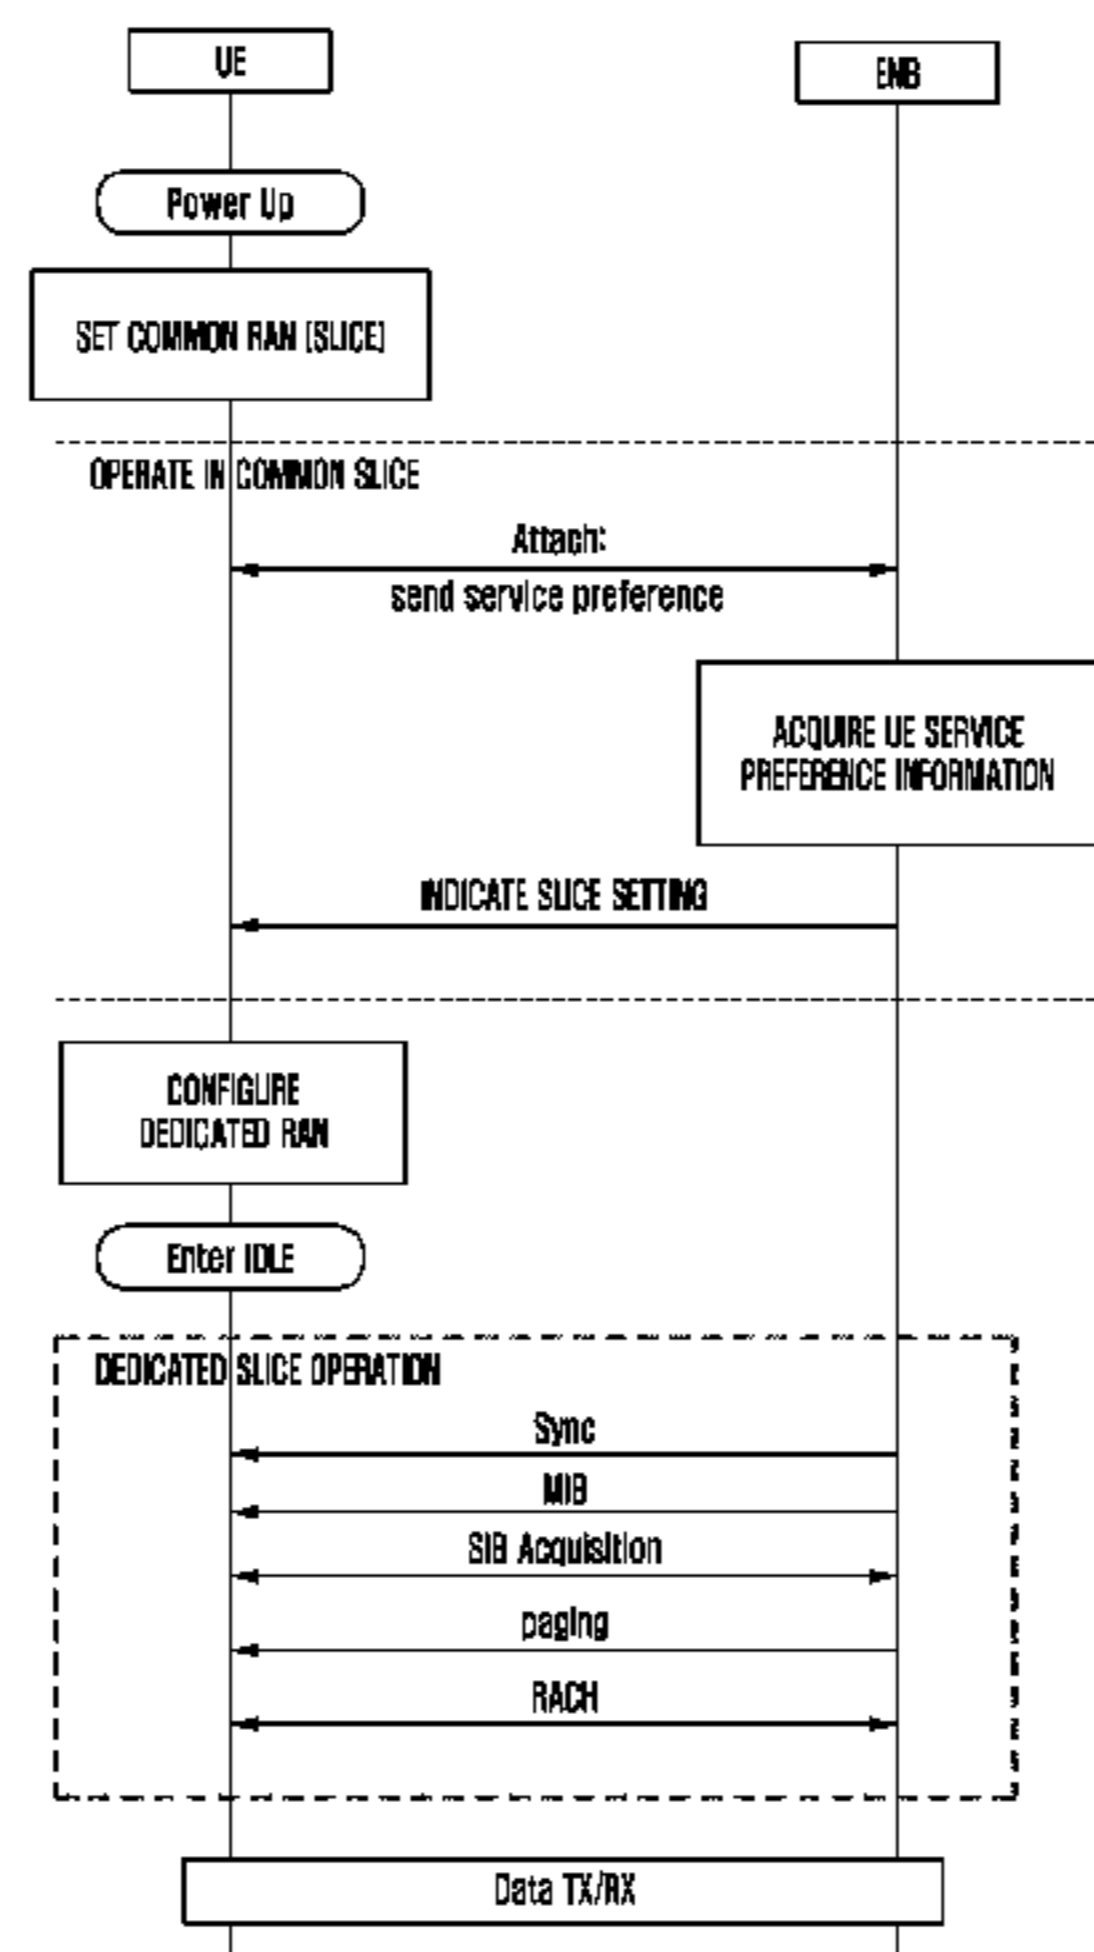 UE
ENB
Power Up
SET COMMON RAN (SLICE)
OPERATE IN COMMON SLICE
Attach:
send service preference
ACQUIRE UE SERVICE
PREFERENCE INFORMATION
INDICATE SLICE SETTING
CONFIGURE
DEDICATED RAN
Enter IDLE
DEDICATED SLICE OPERATION
Sync
MIB
SIB Acquisition
paging
RACH
Data TX/RX